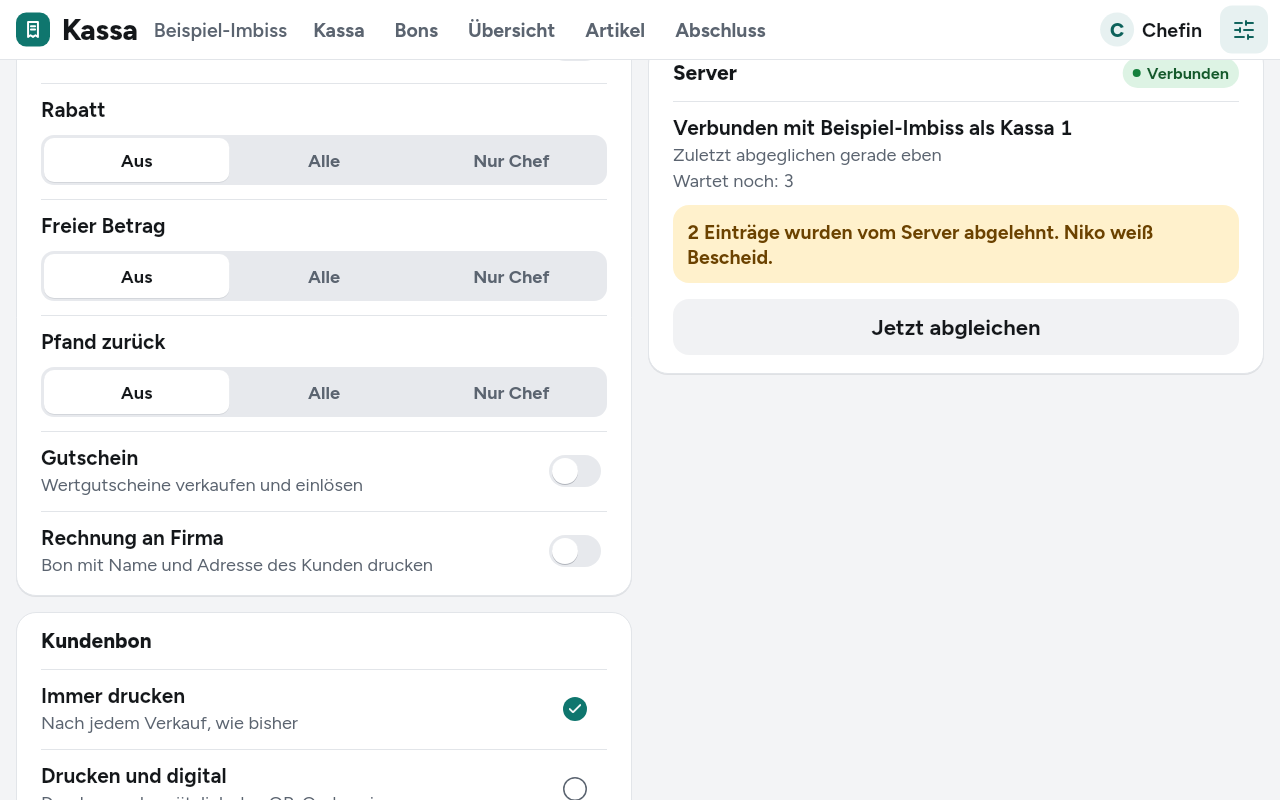 Kassa
Beispiel-Imbiss
Kassa
Bons
Übersicht
Artikel
Abschluss
C
Chefin
Rabatt
Aus
Alle
Nur Chef
Freier Betrag
Aus
Alle
Nur Chef
Pfand zurück
Aus
Alle
Nur Chef
Gutschein
Wertgutscheine verkaufen und einlösen
Rechnung an Firma
Bon mit Name und Adresse des Kunden drucken
Kundenbon
Immer drucken
Nach jedem Verkauf, wie bisher
Drucken und digital
Server
Verbunden
Verbunden mit Beispiel-Imbiss als Kassa 1
Zuletzt abgeglichen gerade eben
Wartet noch: 3
2 Einträge wurden vom Server abgelehnt. Niko weiß
Bescheid.
Jetzt abgleichen